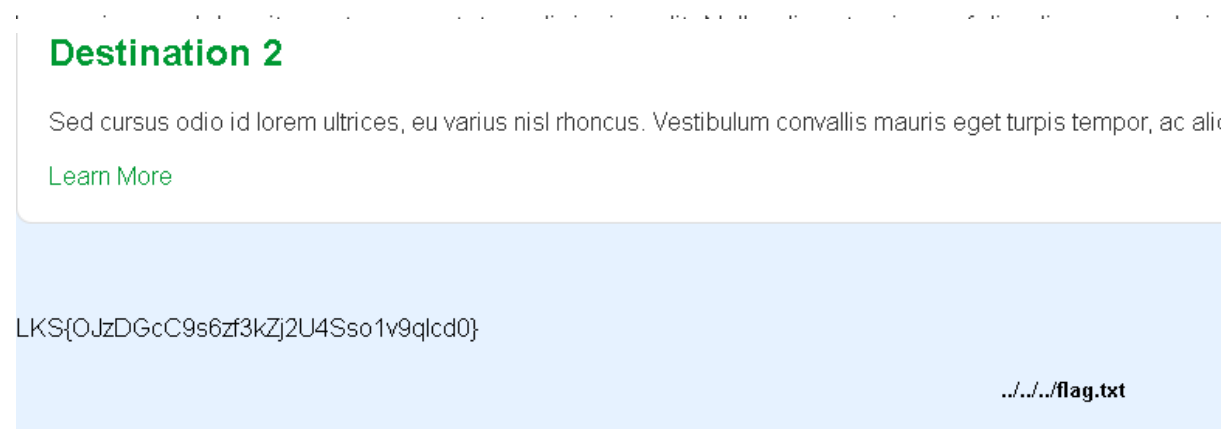 Destination 2
Sed cursus odio id lorem ultrices, eu varius nisl rhoncus. Vestibulum convallis mauris eget turpis tempor, ac alic
Learn More
LKS{OJzDGcC9s6zf3kZj2U4Sso1v9qlcd0}
../../../flag.txt